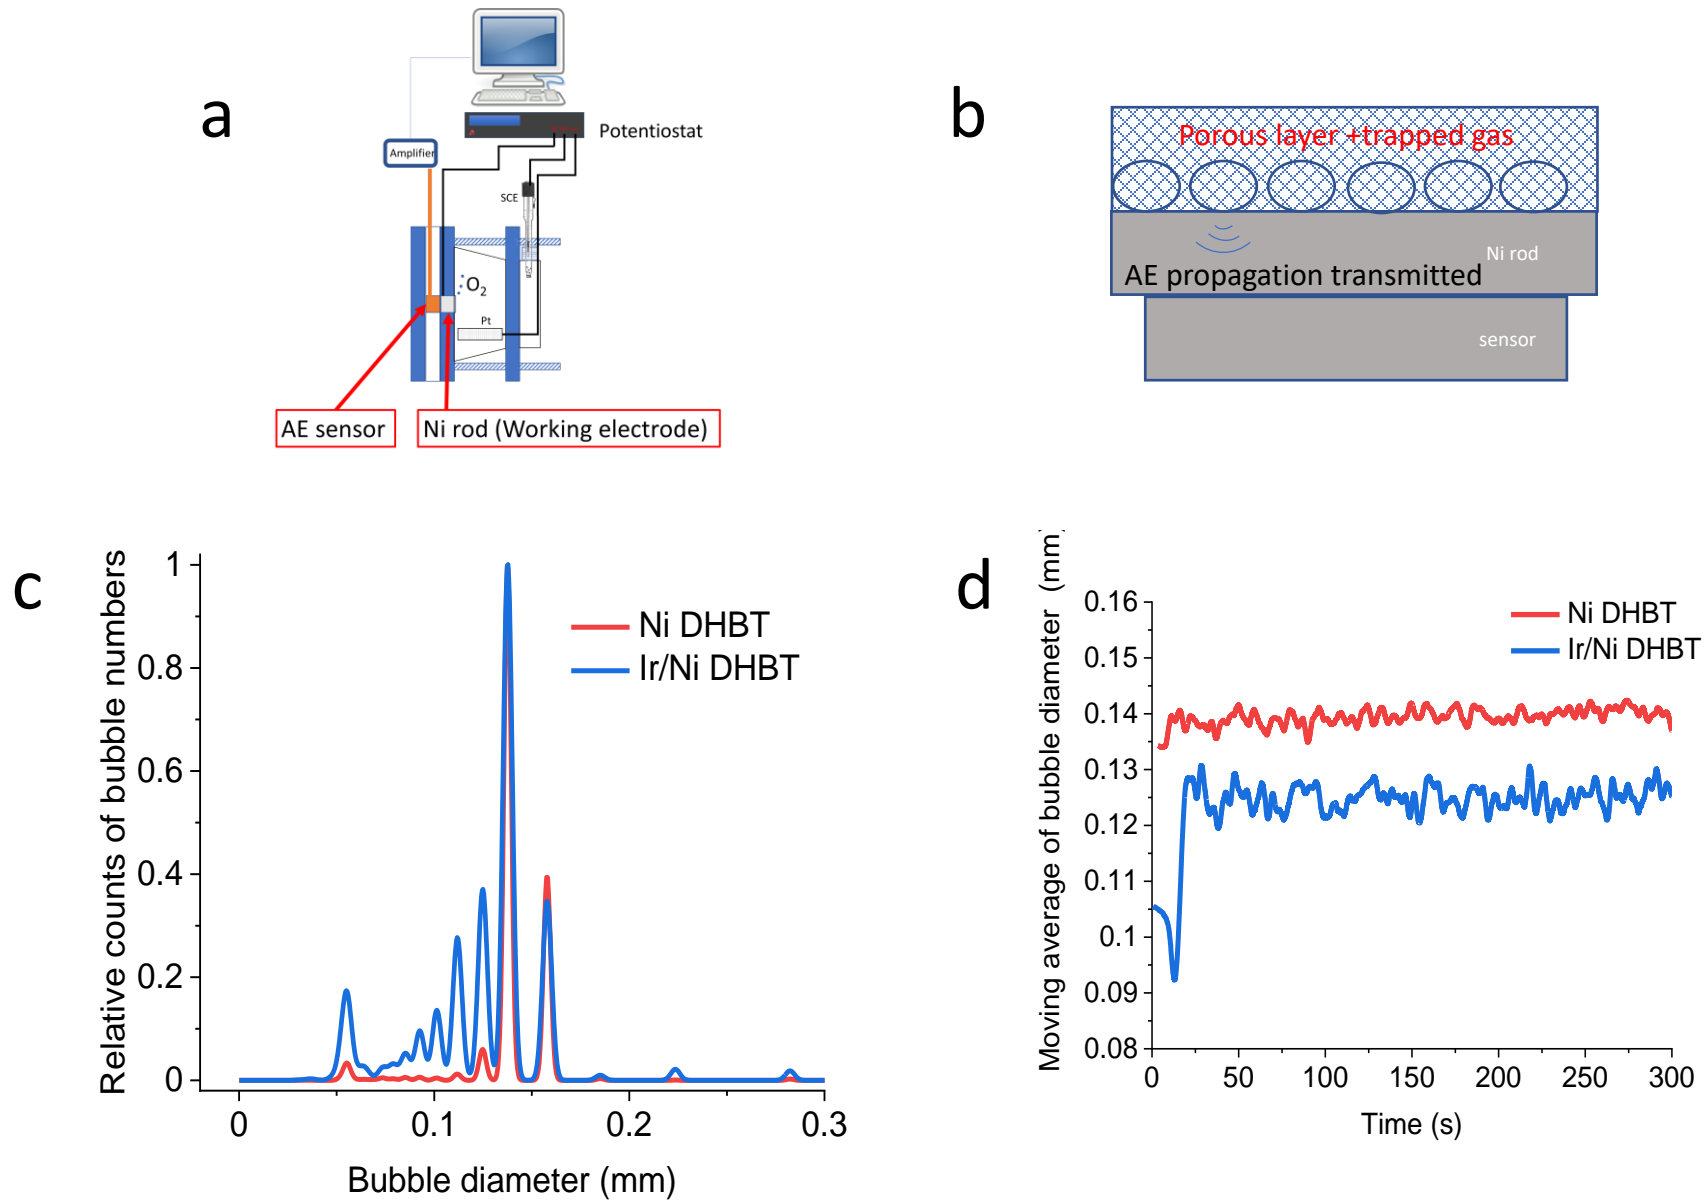 a
Potentiostat
Amplifier
SCE
O2
Pt
AE sensor
Ni rod (Working electrode)
b
Porous layer +trapped gas
Ni rod
AE propagation transmitted
sensor
c
Relative counts of bubble numbers
1
0.8
0.6
0.4
0.2
0
Ni DHBT
Ir/Ni DHBT
0 0.1 0.2 0.3
Bubble diameter (mm)
d
Moving average of bubble diameter (mm)
0.16
0.15
0.14
0.13
0.12
0.11
0.1
0.09
0.08
Ni DHBT
Ir/Ni DHBT
0 50 100 150 200 250 300
Time (s)